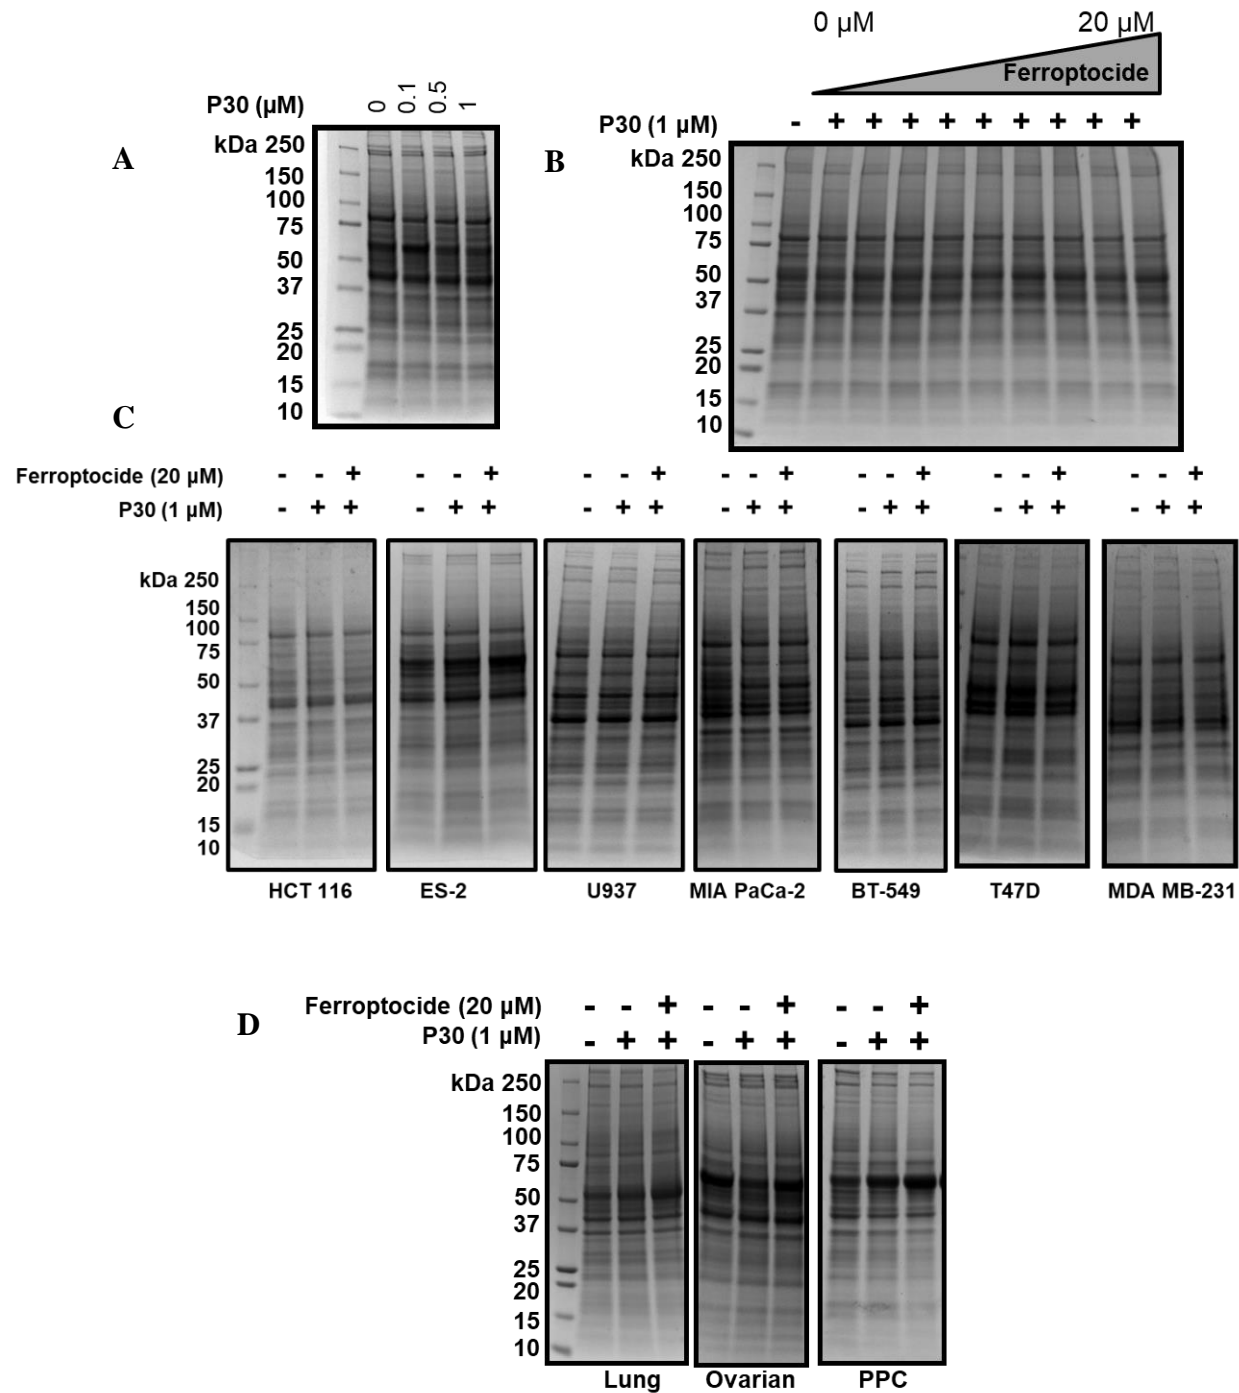 0 µM 20 µM
Ferroptocide
P30 (µM) 0 0.1 0.5 1
A
kDa 250
150
100
75
50
37
25
20
15
10
P30 (1 µM) - + + + + + + + + +
B
kDa 250
150
100
75
50
37
25
20
15
10
C
Ferroptocide (20 µM) - - + - - + - - + - - + - - + - - + - - +
P30 (1 µM) - + + - + + - + + - + + - + + - + + - + +
kDa 250
150
100
75
50
37
25
20
15
10
HCT 116 ES-2 U937 MIA PaCa-2 BT-549 T47D MDA MB-231
D
Ferroptocide (20 µM) - - + - - + - - +
P30 (1 µM) - + + - + + - + +
kDa 250
150
100
75
50
37
25
20
15
10
Lung Ovarian PPC